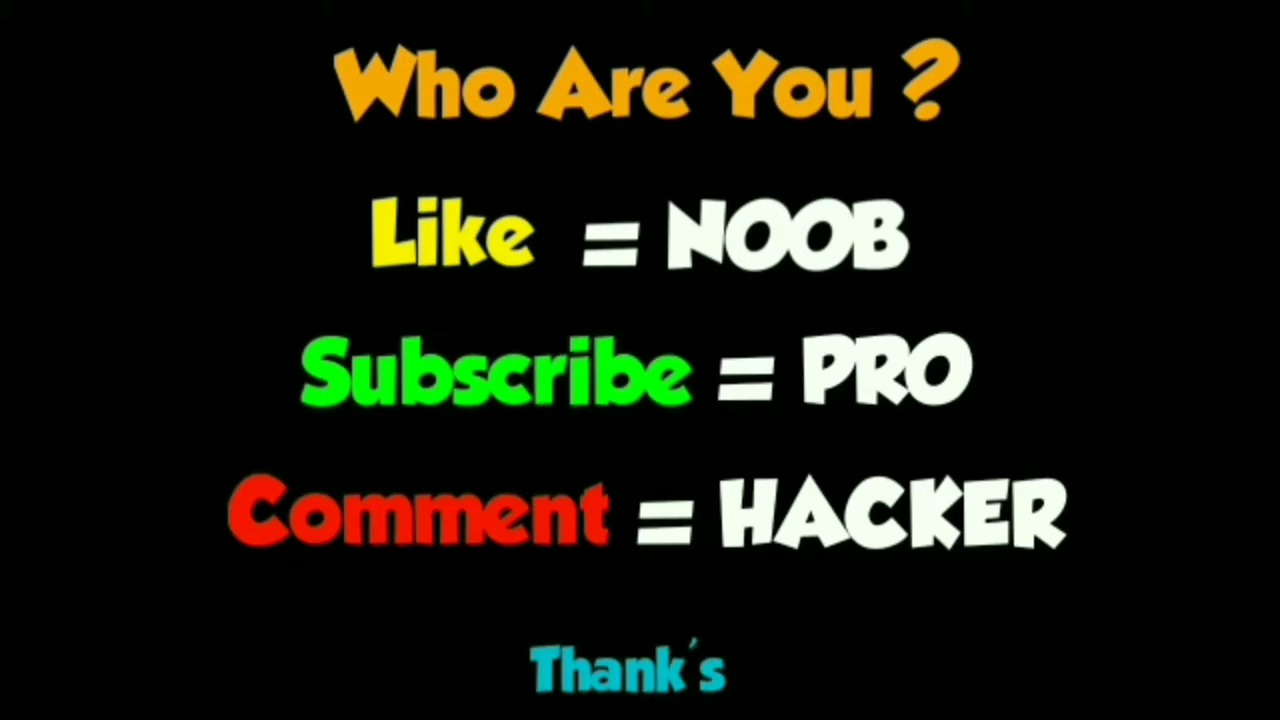 Who Are You ?
Like = NOOB
Subscribe = PRO
Comment = HACKER
Thank's